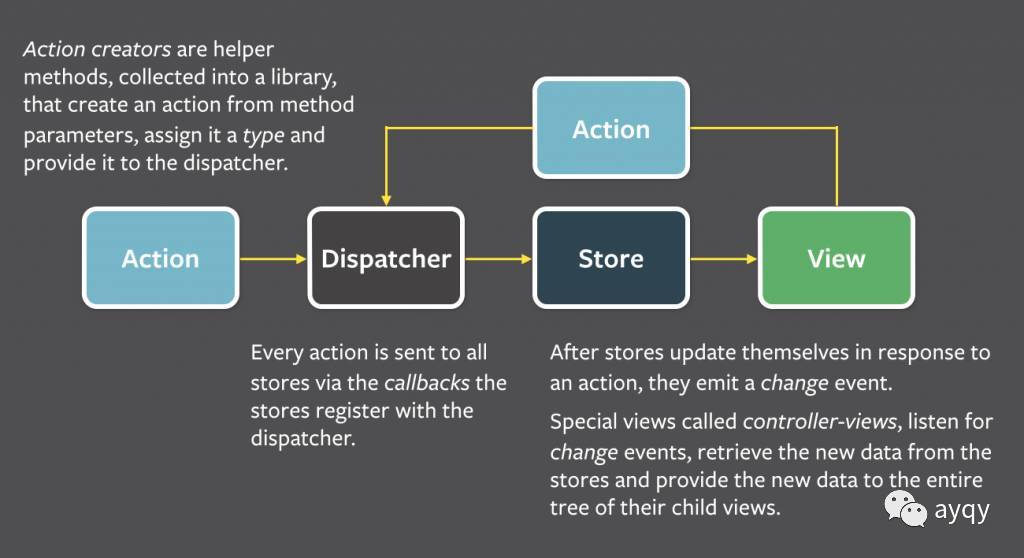 Action creators are helper
methods, collected into a library,
that create an action from method
parameters, assign it a type and
provide it to the dispatcher.
Action
Action
Dispatcher
Store
View
Every action is sent to all
stores via the callbacks the
stores register with the
dispatcher.
After stores update themselves in response to
an action, they emit a change event.
Special views called controller-views, listen for
change events, retrieve the new data from the
stores and provide the new data to the entire
tree of their child views.
ayqy